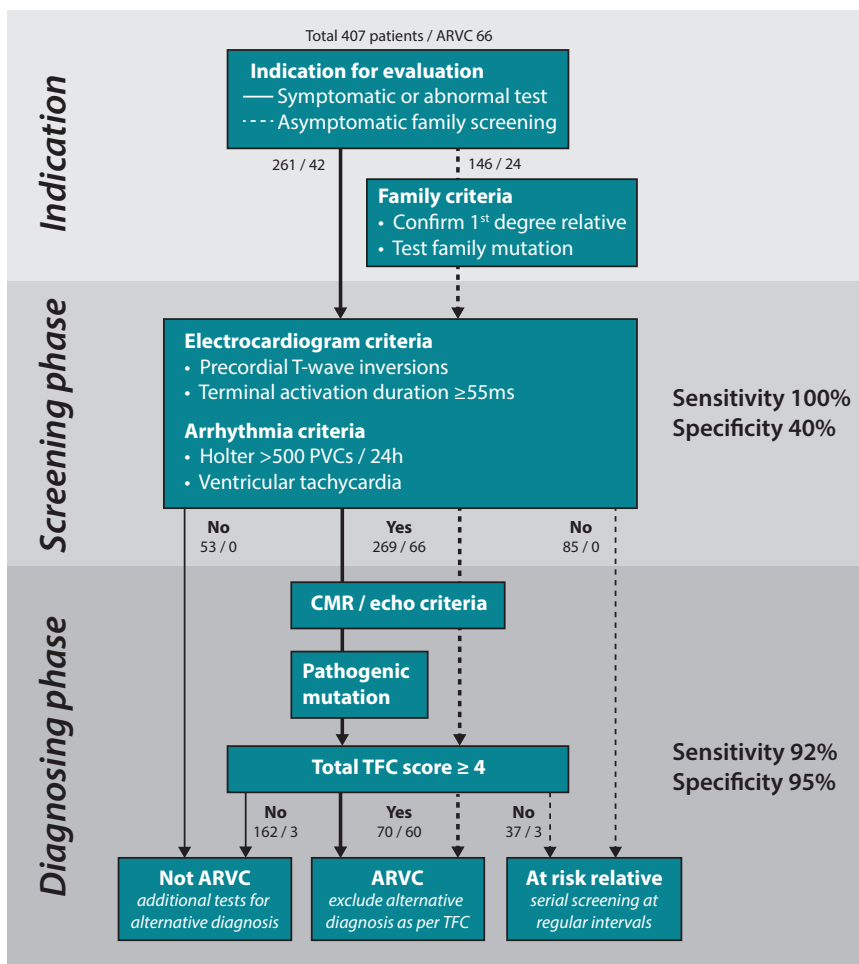 Total 407 patients / ARVC 66
Indication
Indication for evaluation
Symptomatic or abnormal test
Asymptomatic family screening
261 / 42
146 / 24
Family criteria
• Confirm 1st degree relative
• Test family mutation
Screening phase
Electrocardiogram criteria
• Precordial T-wave inversions
• Terminal activation duration ≥55ms
Arrhythmia criteria
• Holter >500 PVCs / 24h
• Ventricular tachycardia
Sensitivity 100%
Specificity 40%
No
53 / 0
Yes
269 / 66
No
85 / 0
Diagnosing phase
CMR / echo criteria
Pathogenic
mutation
Total TFC score ≥ 4
Sensitivity 92%
Specificity 95%
No
162 / 3
Yes
70 / 60
No
37 / 3
Not ARVC
additional tests for
alternative diagnosis
ARVC
exclude alternative
diagnosis as per TFC
At risk relative
serial screening at
regular intervals